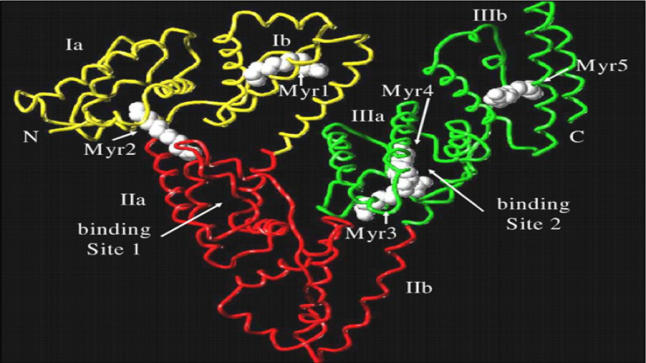 IIIb
Ia
Ib
Myr5
Myr1
Myr4
IIIa
N
C
Myr2
IIa
binding
Site 1
binding
Site 2
Myr3
IIb